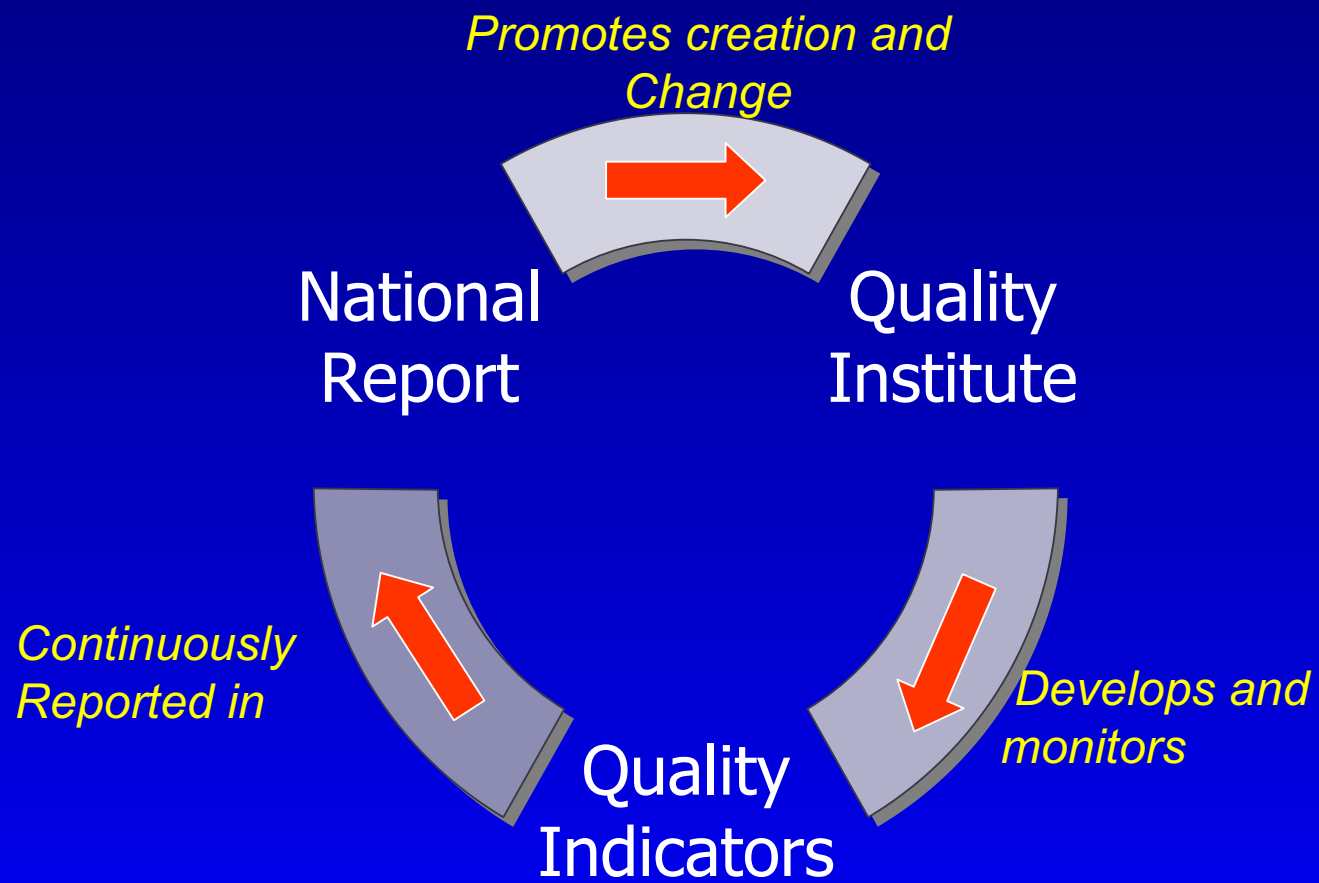 Promotes creation and
Change
National
Report
Quality
Institute
Continuously
Reported in
Develops and
monitors
Quality
Indicators